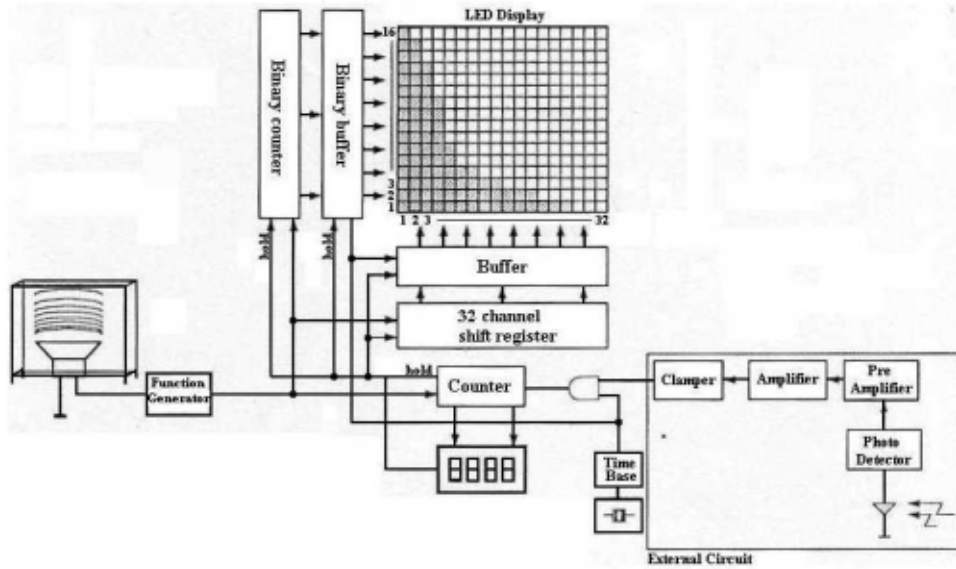 LED Display
16
3
2
1
1 2 3
32
Binary counter
Binary buffer
hold
hold
Buffer
32 channel
shift register
Function
Generator
hold
Counter
Clamper
Amplifier
Pre
Amplifier
Photo
Detector
Time
Base
External Circuit